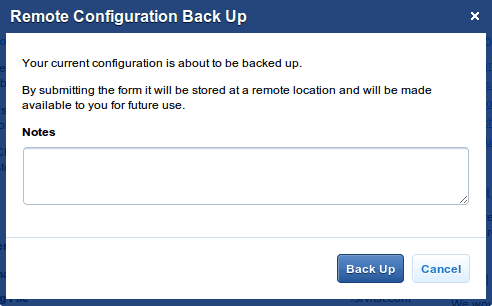 Remote Configuration Back Up
Your current configuration is about to be backed up.
By submitting the form it will be stored at a remote location and will be made
available to you for future use.
Notes
Back Up
Cancel